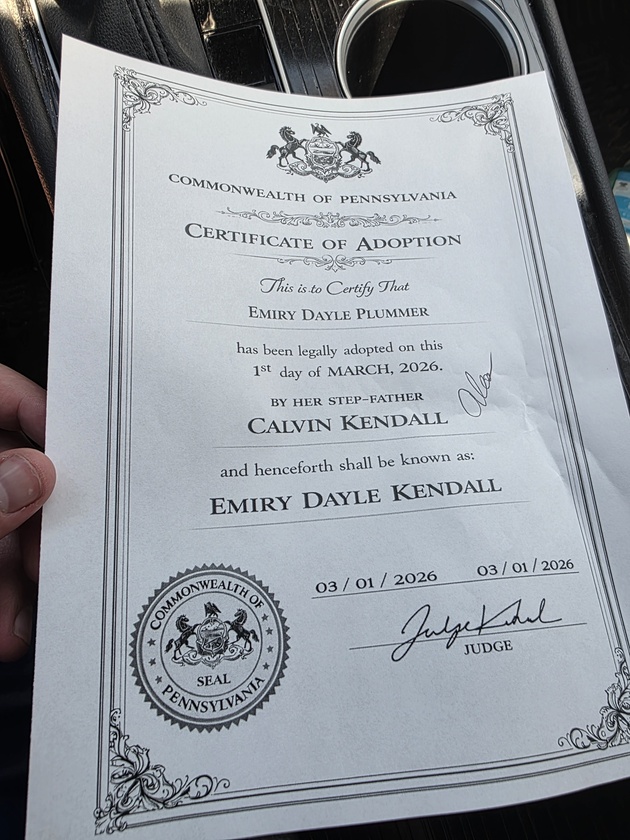 COMMONWEALTH OF PENNSYLVANIA
CERTIFICATE OF ADOPTION
This is to Certify That
EMIRY DAYLE PLUMMER
has been legally adopted on this
1st day of MARCH, 2026.
BY HER STEP-FATHER
CALVIN KENDALL
and henceforth shall be known as:
EMIRY DAYLE KENDALL
03 / 01 / 2026 03 / 01 / 2026
JUDGE
COMMONWEALTH OF
SEAL
PENNSYLVANIA